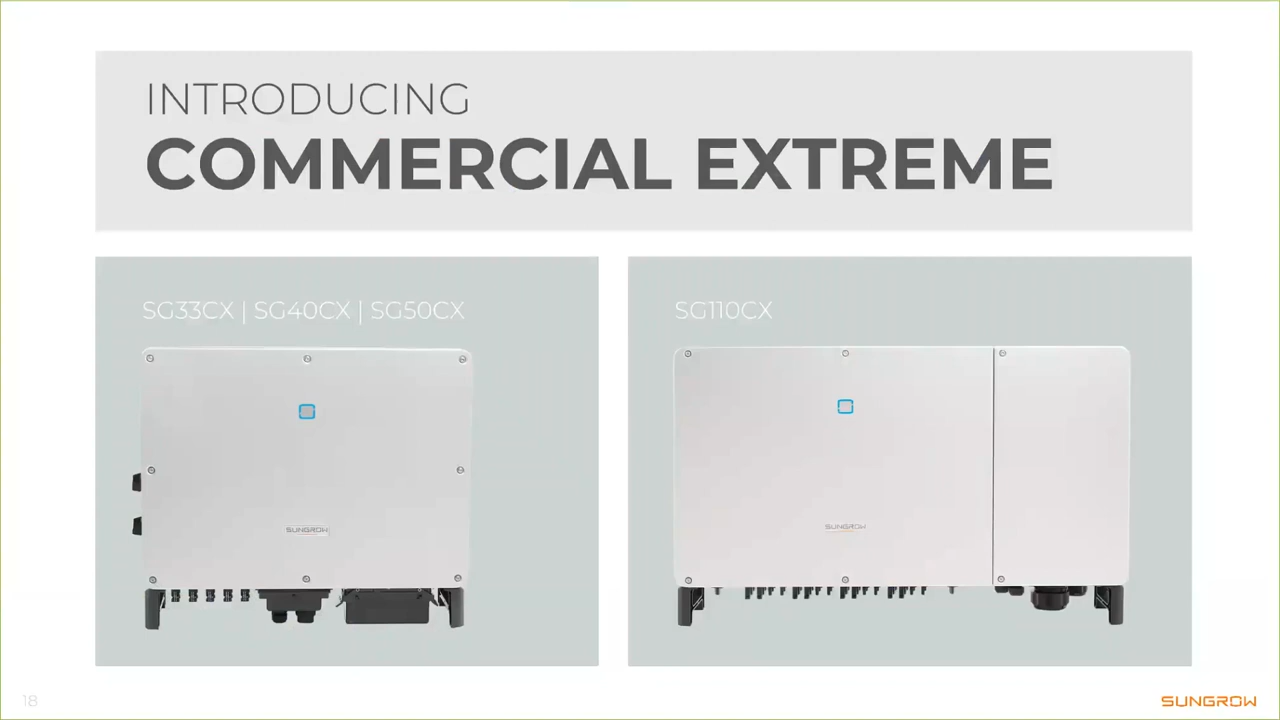 INTRODUCING
COMMERCIAL EXTREME
SG33CX | SG40CX | SG50CX
SG110CX
SUNGROW
SUNGROW
18
SUNGROW